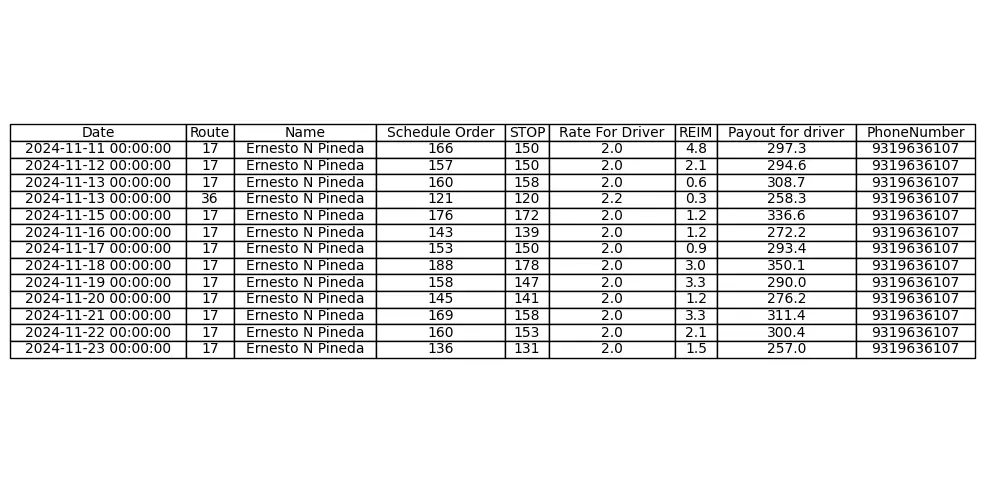 Date Route Name Schedule Order STOP Rate For Driver REIM Payout for driver PhoneNumber
2024-11-11 00:00:00 17 Ernesto N Pineda 166 150 2.0 4.8 297.3 9319636107
2024-11-12 00:00:00 17 Ernesto N Pineda 157 150 2.0 2.1 294.6 9319636107
2024-11-13 00:00:00 17 Ernesto N Pineda 160 158 2.0 0.6 308.7 9319636107
2024-11-13 00:00:00 36 Ernesto N Pineda 121 120 2.2 0.3 258.3 9319636107
2024-11-15 00:00:00 17 Ernesto N Pineda 176 172 2.0 1.2 336.6 9319636107
2024-11-16 00:00:00 17 Ernesto N Pineda 143 139 2.0 1.2 272.2 9319636107
2024-11-17 00:00:00 17 Ernesto N Pineda 153 150 2.0 0.9 293.4 9319636107
2024-11-18 00:00:00 17 Ernesto N Pineda 188 178 2.0 3.0 350.1 9319636107
2024-11-19 00:00:00 17 Ernesto N Pineda 158 147 2.0 3.3 290.0 9319636107
2024-11-20 00:00:00 17 Ernesto N Pineda 145 141 2.0 1.2 276.2 9319636107
2024-11-21 00:00:00 17 Ernesto N Pineda 169 158 2.0 3.3 311.4 9319636107
2024-11-22 00:00:00 17 Ernesto N Pineda 160 153 2.0 2.1 300.4 9319636107
2024-11-23 00:00:00 17 Ernesto N Pineda 136 131 2.0 1.5 257.0 9319636107